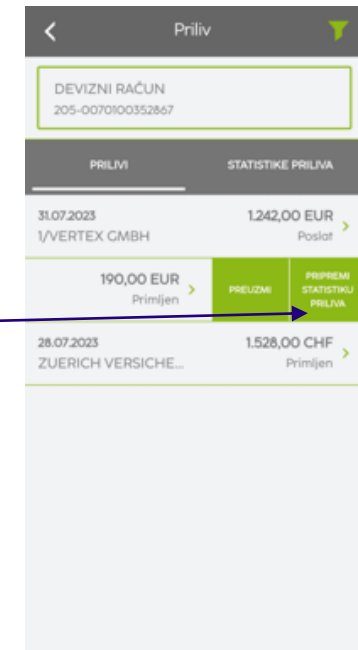 Priliv
DEVIZNI RAČUN
205-0070100352867
PRILIVI
STATISTIKE PRILIVA
31.07.2023
1.242,00 EUR
1/VERTEX GMBH
Poslat
190,00 EUR
Primljen
PREUZMI
PRIPREMI
STATISTIKU
PRILIVA
28.07.2023
1.528,00 CHF
ZUERICH VERSICHE...
Primljen